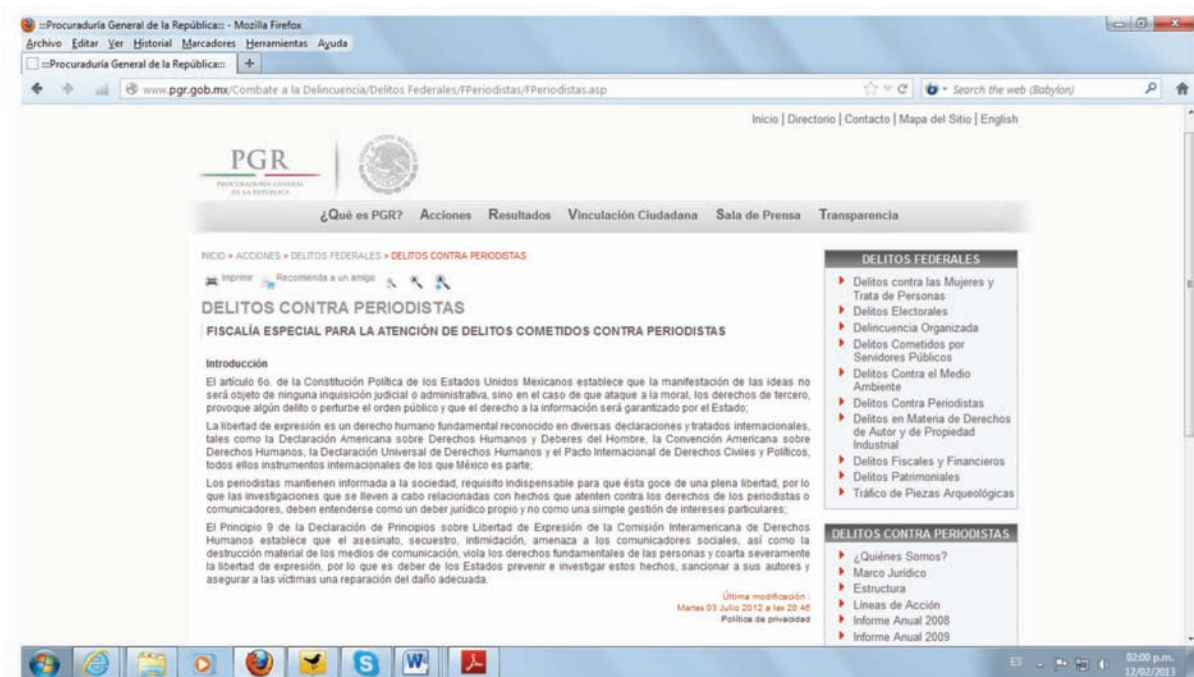 :::Procuraduría General de la República::: - Mozilla Firefox
Archivo Editar Ver Historial Marcadores Herramientas Ayuda
:::Procuraduría General de la República::: +
www.pgr.gob.mx/Combate a la Delincuencia/Delitos Federales/FPeriodistas/FPeriodistas.asp
Search the web (Babylon)
Inicio | Directorio | Contacto | Mapa del Sitio | English
PGR
PROCURADURÍA GENERAL
DE LA REPÚBLICA
¿Qué es PGR? Acciones Resultados Vinculación Ciudadana Sala de Prensa Transparencia
INICIO » ACCIONES » DELITOS FEDERALES » DELITOS CONTRA PERIODISTAS
Imprimir Recomienda a un amigo
DELITOS CONTRA PERIODISTAS
FISCALÍA ESPECIAL PARA LA ATENCIÓN DE DELITOS COMETIDOS CONTRA PERIODISTAS
Introducción
El artículo 6o. de la Constitución Política de los Estados Unidos Mexicanos establece que la manifestación de las ideas no
será objeto de ninguna inquisición judicial o administrativa, sino en el caso de que ataque a la moral, los derechos de tercero,
provoque algún delito o perturbe el orden público y que el derecho a la información será garantizado por el Estado;
La libertad de expresión es un derecho humano fundamental reconocido en diversas declaraciones y tratados internacionales,
tales como la Declaración Americana sobre Derechos Humanos y Deberes del Hombre, la Convención Americana sobre
Derechos Humanos, la Declaración Universal de Derechos Humanos y el Pacto Internacional de Derechos Civiles y Políticos,
todos ellos instrumentos internacionales de los que México es parte;
Los periodistas mantienen informada a la sociedad, requisito indispensable para que ésta goce de una plena libertad, por lo
que las investigaciones que se lleven a cabo relacionadas con hechos que atenten contra los derechos de los periodistas o
comunicadores, deben entenderse como un deber jurídico propio y no como una simple gestión de intereses particulares;
El Principio 9 de la Declaración de Principios sobre Libertad de Expresión de la Comisión Interamericana de Derechos
Humanos establece que el asesinato, secuestro, intimidación, amenaza a los comunicadores sociales, así como la
destrucción material de los medios de comunicación, viola los derechos fundamentales de las personas y coarta severamente
la libertad de expresión, por lo que es deber de los Estados prevenir e investigar estos hechos, sancionar a sus autores y
asegurar a las víctimas una reparación del daño adecuada.
Última modificación :
Martes 03 Julio 2012 a las 20:46
Política de privacidad
DELITOS FEDERALES
Delitos contra las Mujeres y
Trata de Personas
Delitos Electorales
Delincuencia Organizada
Delitos Cometidos por
Servidores Públicos
Delitos Contra el Medio
Ambiente
Delitos Contra Periodistas
Delitos en Materia de Derechos
de Autor y de Propiedad
Industrial
Delitos Fiscales y Financieros
Delitos Patrimoniales
Tráfico de Piezas Arqueológicas
DELITOS CONTRA PERIODISTAS
¿Quiénes Somos?
Marco Jurídico
Estructura
Líneas de Acción
Informe Anual 2008
Informe Anual 2009
ES
02:00 p.m.
12/02/2013